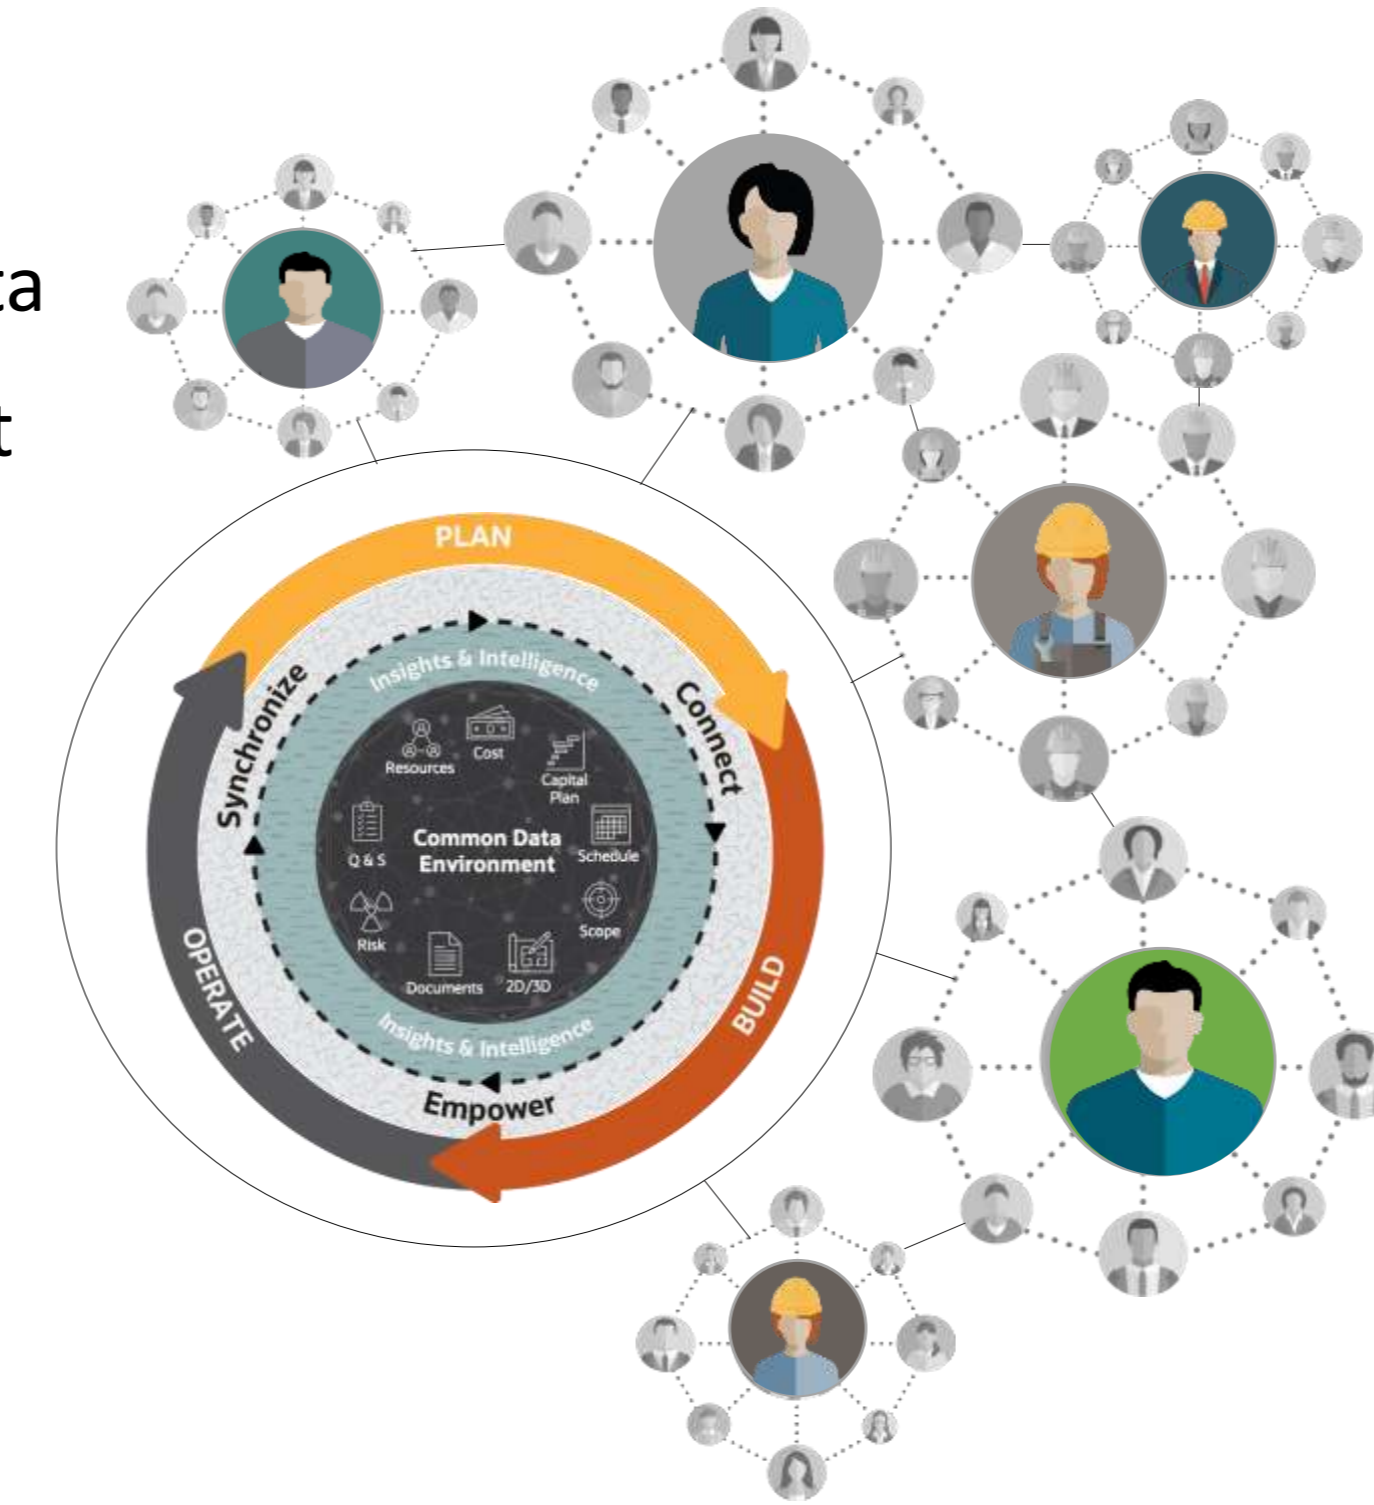 ta
t
PLAN
Synchronize
Insights & Intelligence
Connect
Resources
Cost
Capital
Plan
Common Data
Environment
Q & S
Schedule
Risk
Scope
Documents
2D/3D
OPERATE
BUILD
Insights & Intelligence
Empower